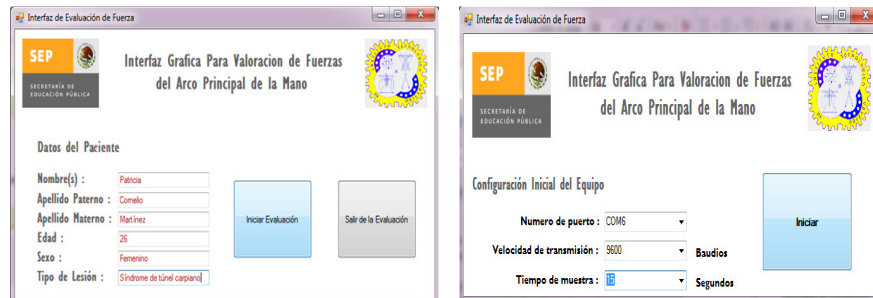 Interfaz de Evaluación de Fuerza
SEP
SECRETARÍA DE
EDUCACIÓN PÚBLICA
Interfaz Grafica Para Valoracion de Fuerzas
del Arco Principal de la Mano
Datos del Paciente
Nombre(s) : Patricia
Apellido Paterno : Cornelio
Apellido Materno : Martínez
Edad : 26
Sexo : Femenino
Tipo de Lesión : Síndrome de túnel carpiano
Iniciar Evaluación
Salir de la Evaluación
Interfaz de Evaluación de Fuerza
SEP
SECRETARÍA DE
EDUCACIÓN PÚBLICA
Interfaz Grafica Para Valoracion de Fuerzas
del Arco Principal de la Mano
Configuración Inicial del Equipo
Numero de puerto : COM6
Velocidad de transmisión : 9600 Baudios
Tiempo de muestra : 15 Segundos
Iniciar